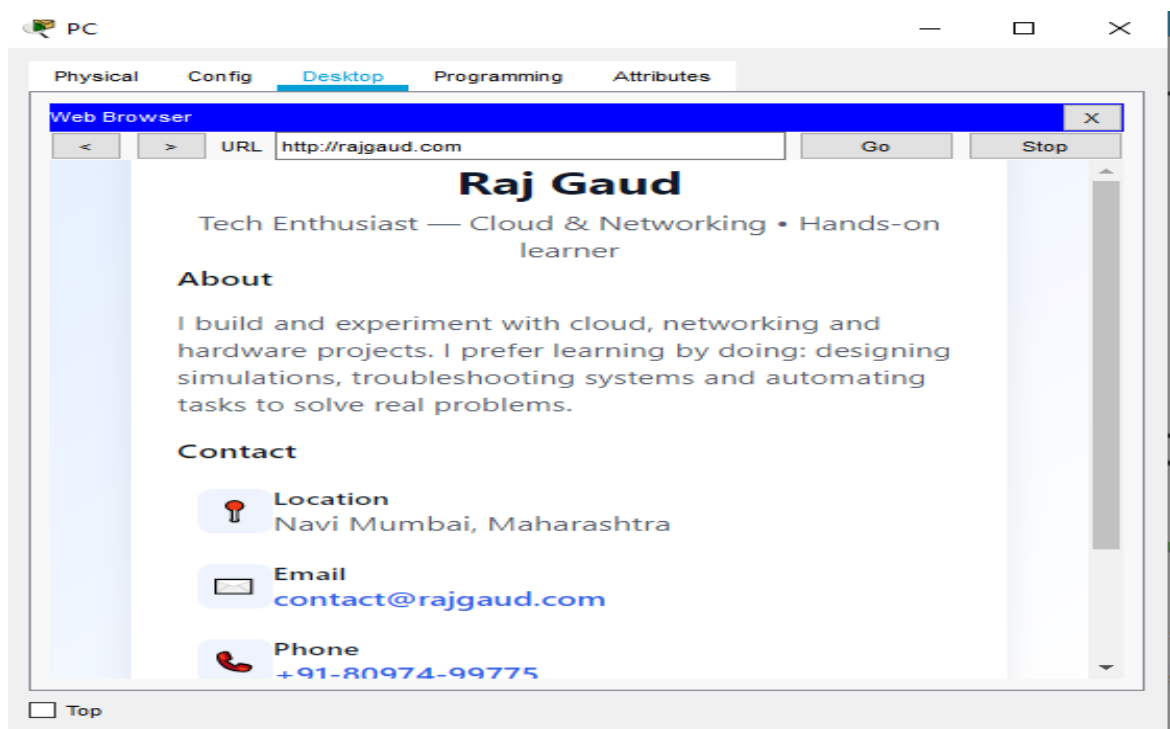 PC
Physical Config Desktop Programming Attributes
Web Browser X
< > URL http://rajgaud.com Go Stop
Raj Gaud
Tech Enthusiast — Cloud & Networking • Hands-on
learner
About
I build and experiment with cloud, networking and
hardware projects. I prefer learning by doing: designing
simulations, troubleshooting systems and automating
tasks to solve real problems.
Contact
Location
Navi Mumbai, Maharashtra
Email
contact@rajgaud.com
Phone
+91-80974-99775
Top